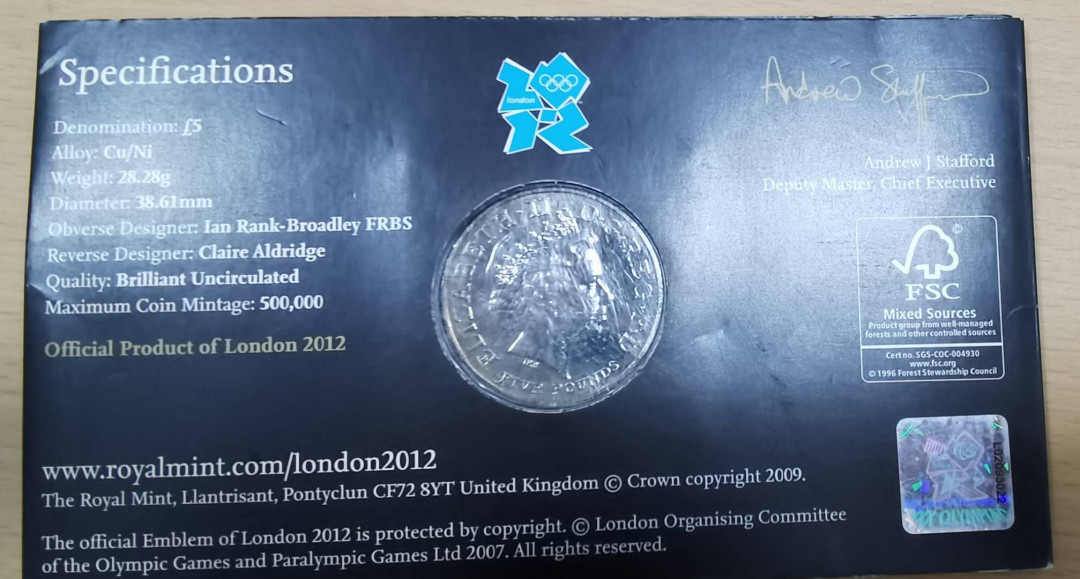 Specifications
Denomination: £5
Alloy: Cu/Ni
Weight: 28.28g
Diameter: 38.61mm
Obverse Designer: Ian Rank-Broadley FRBS
Reverse Designer: Claire Aldridge
Quality: Brilliant Uncirculated
Maximum Coin Mintage: 500,000
Official Product of London 2012
london
Andrew J Stafford
Deputy Master, Chief Executive
FIVE POUNDS
©
FSC
Mixed Sources
Product group from well-managed
forests and other controlled sources
Cert no. SGS-COC-004930
www.fsc.org
© 1996 Forest Stewardship Council
www.royalmint.com/london2012
The Royal Mint, Llantrisant, Pontyclun CF72 8YT United Kingdom © Crown copyright 2009.
The official Emblem of London 2012 is protected by copyright. © London Organising Committee
of the Olympic Games and Paralympic Games Ltd 2007. All rights reserved.